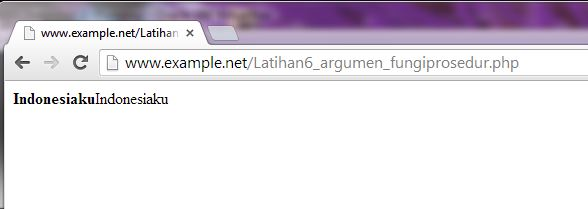 www.example.net/Latihan
www.example.net/Latihan6_argumen_fungiprosedur.php
IndonesiakuIndonesiaku